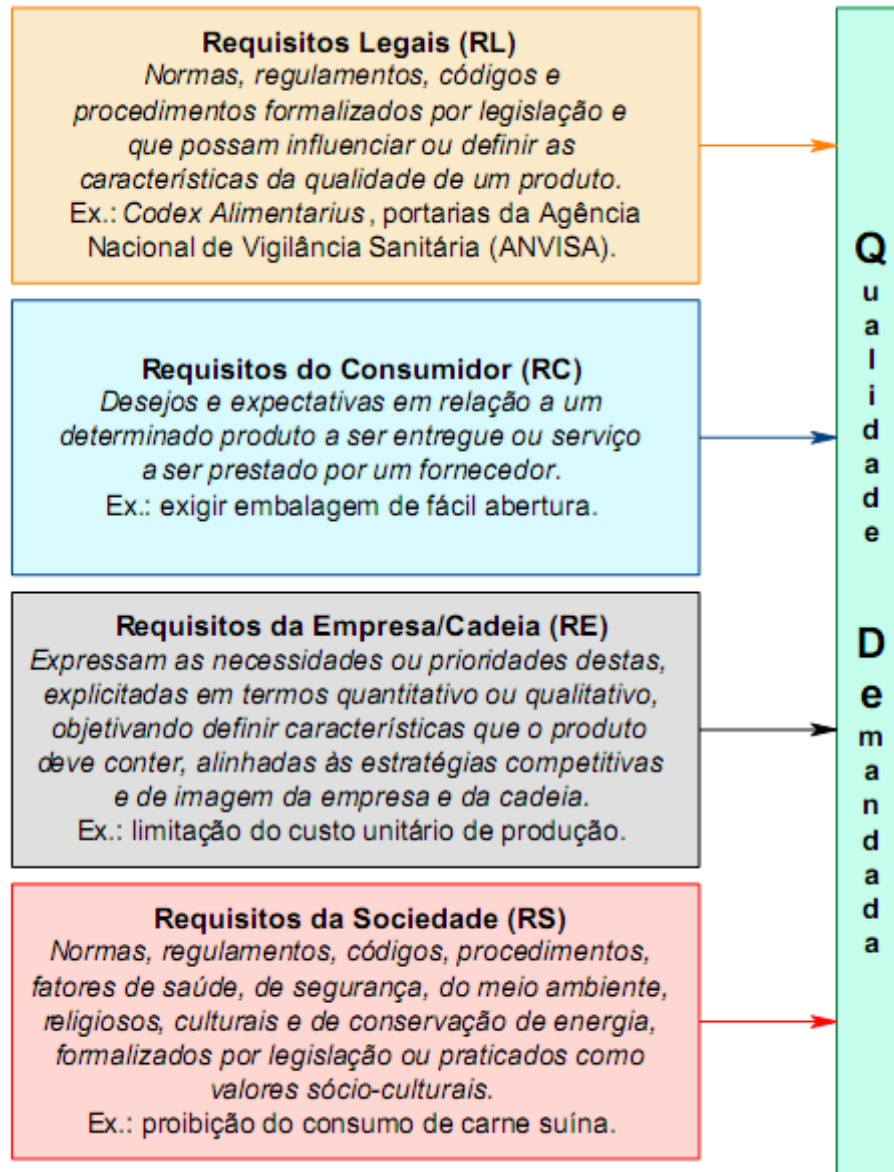 Requisitos Legais (RL)
Normas, regulamentos, códigos e
procedimentos formalizados por legislação e
que possam influenciar ou definir as
características da qualidade de um produto.
Ex.: Codex Alimentarius, portarias da Agência
Nacional de Vigilância Sanitária (ANVISA).
Requisitos do Consumidor (RC)
Desejos e expectativas em relação a um
determinado produto a ser entregue ou serviço
a ser prestado por um fornecedor.
Ex.: exigir embalagem de fácil abertura.
Requisitos da Empresa/Cadeia (RE)
Expressam as necessidades ou prioridades destas,
explicitadas em termos quantitativo ou qualitativo,
objetivando definir características que o produto
deve conter, alinhadas às estratégias competitivas
e de imagem da empresa e da cadeia.
Ex.: limitação do custo unitário de produção.
Requisitos da Sociedade (RS)
Normas, regulamentos, códigos, procedimentos,
fatores de saúde, de segurança, do meio ambiente,
religiosos, culturais e de conservação de energia,
formalizados por legislação ou praticados como
valores sócio-culturais.
Ex.: proibição do consumo de carne suína.
Qualidade
Demandada